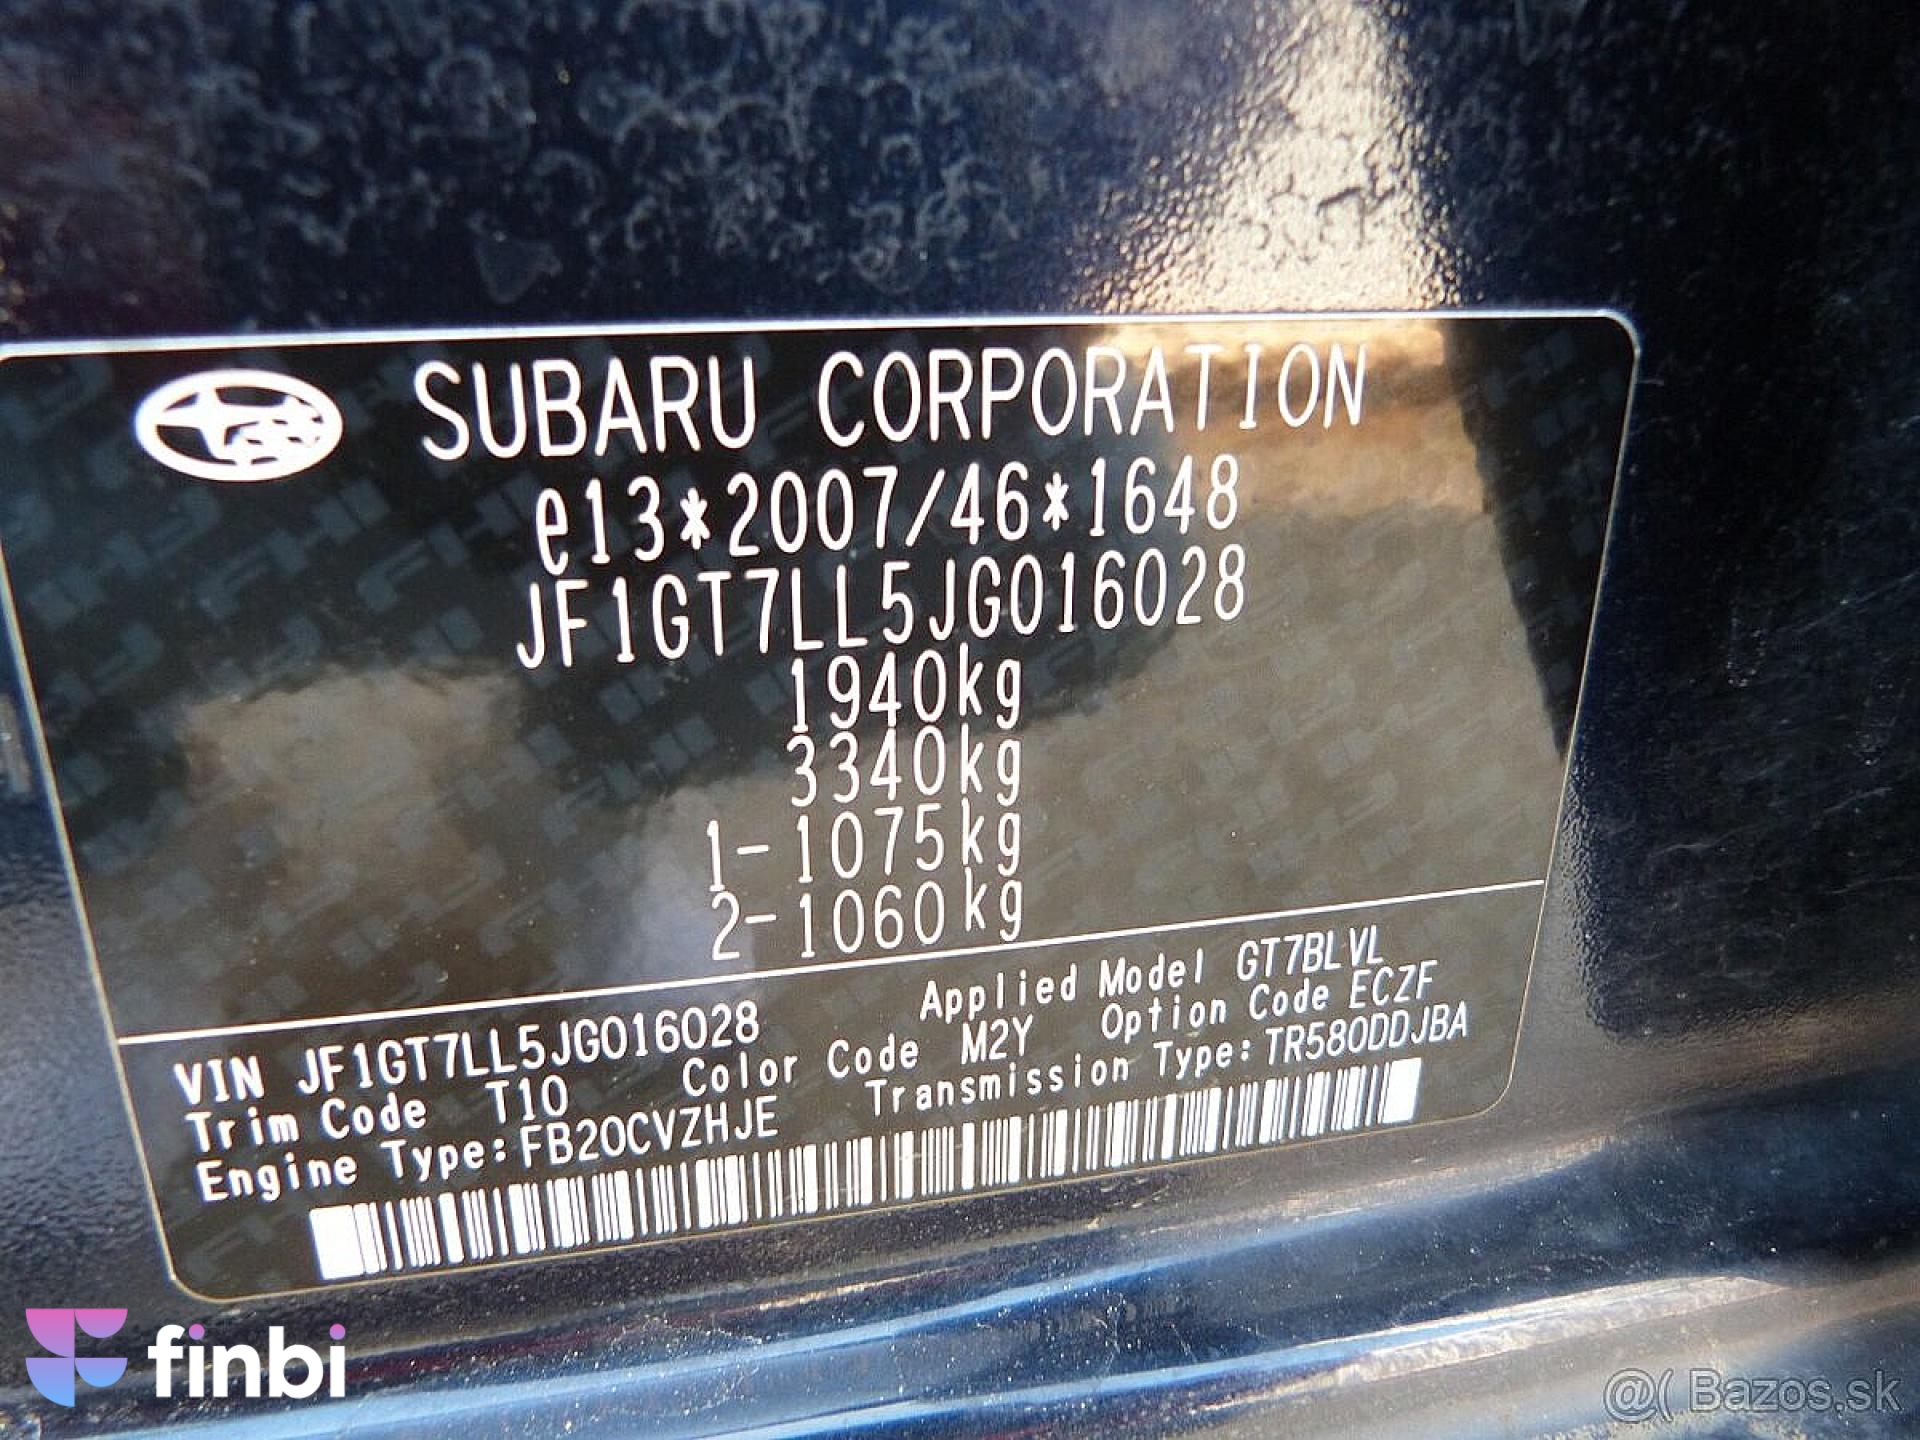 SUBARU CORPORATION
e13*2007/46*1648
JF1GT7LL5JG016028
1940kg
3340kg
1-1075kg
2-1060kg
VIN JF1GT7LL5JG016028 Applied Model GT7BLVL
Trim Code T10 Color Code M2Y Option Code ECZF
Engine Type:FB20CVZHJE Transmission Type:TR580DDJBA
finbi
@( Bazos.sk